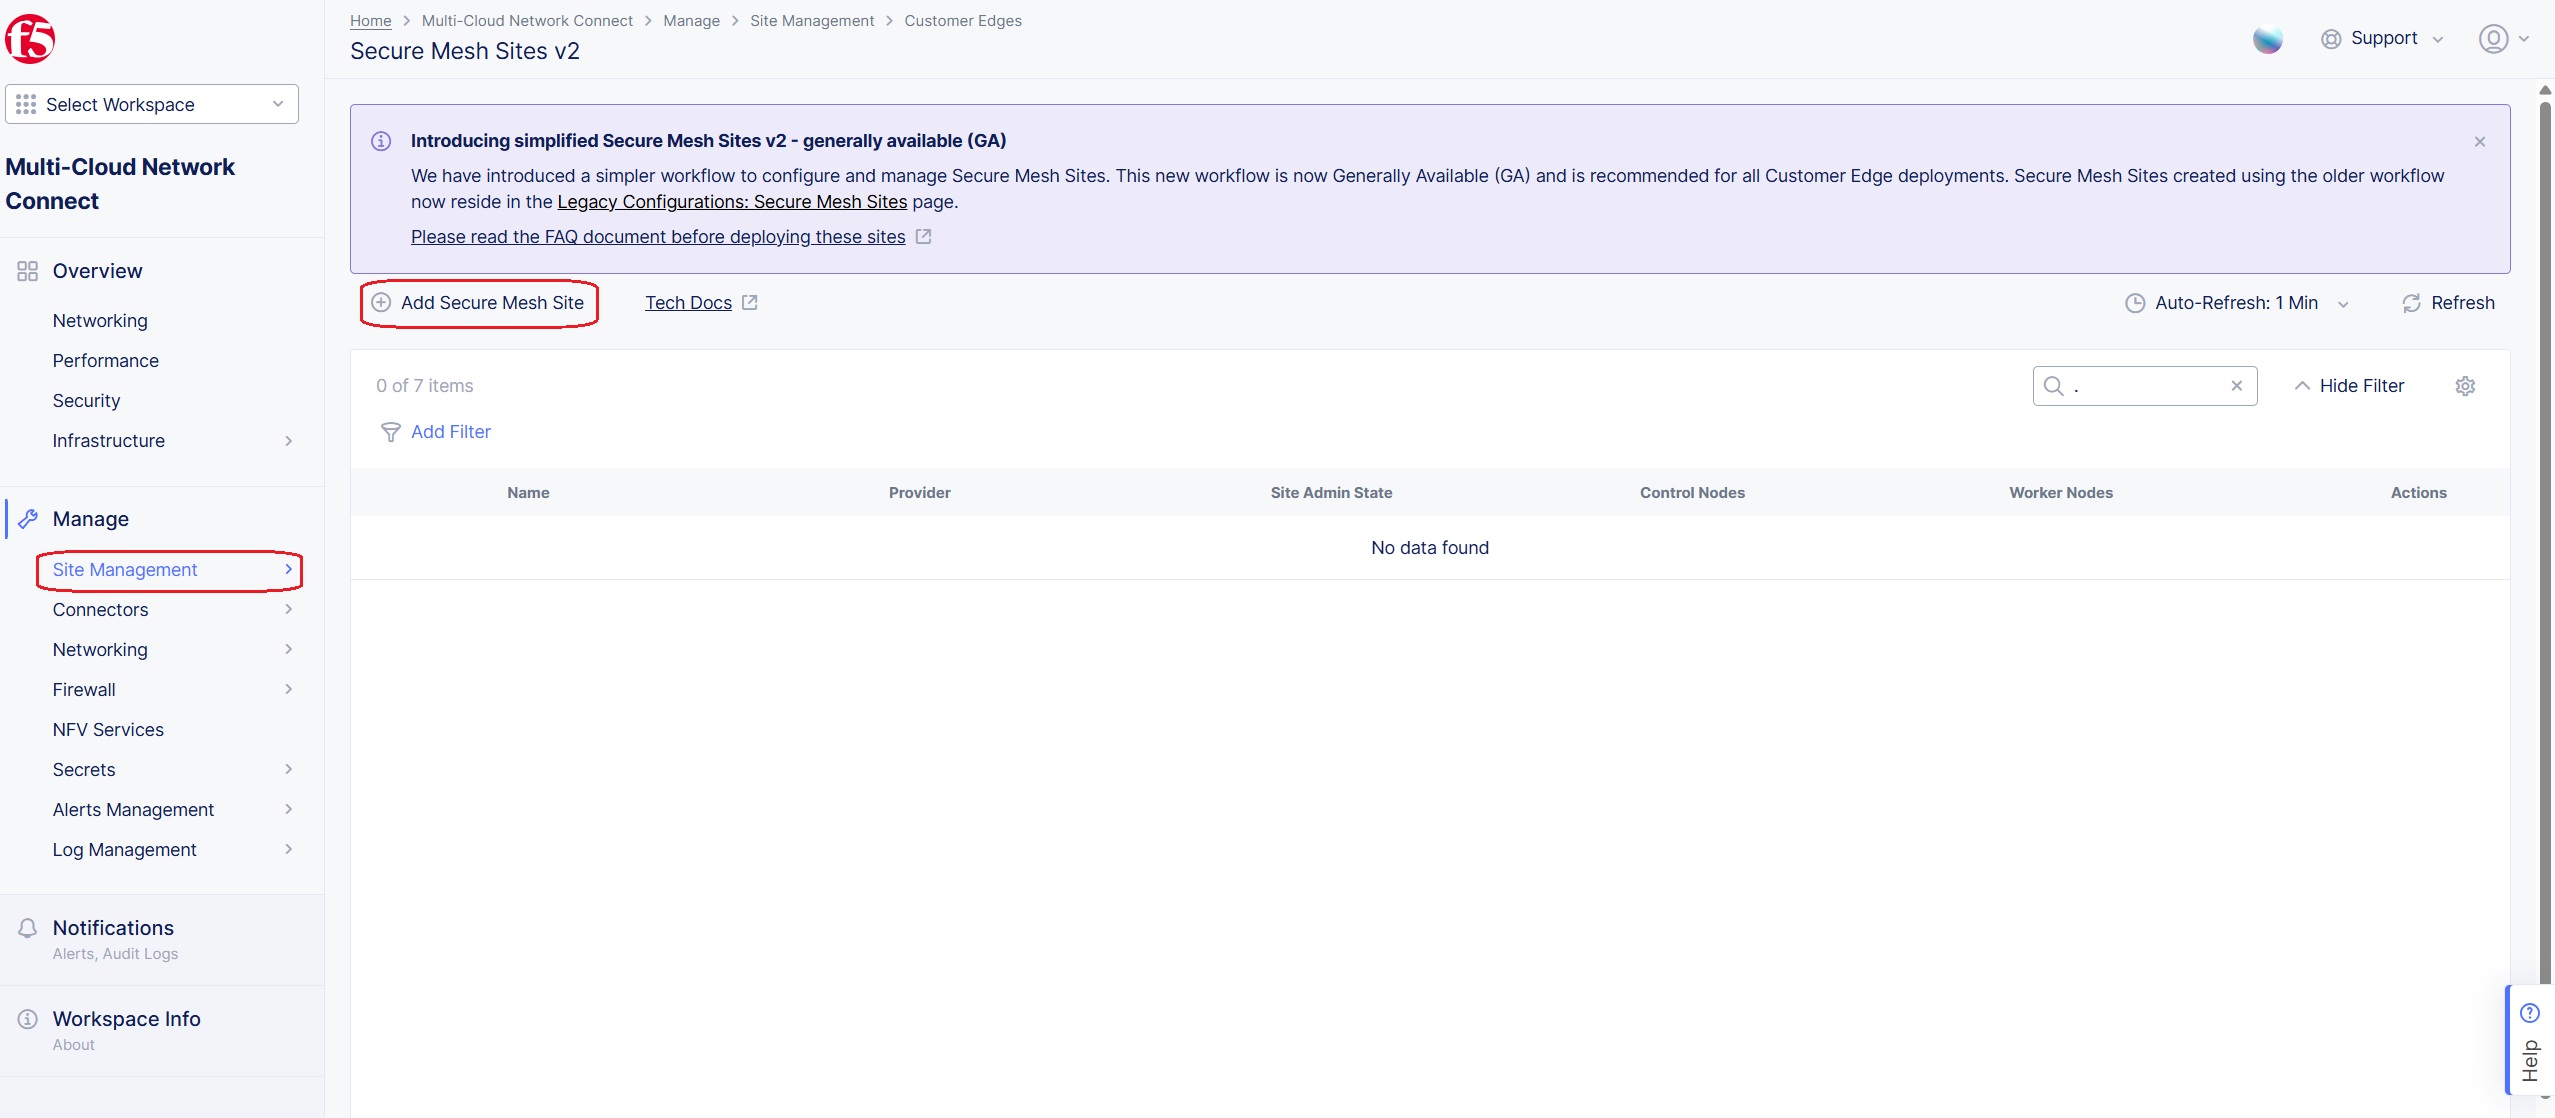 f5
Select Workspace
Multi-Cloud Network
Connect
Overview
Networking
Performance
Security
Infrastructure
Manage
Site Management
Connectors
Networking
Firewall
NFV Services
Secrets
Alerts Management
Log Management
Notifications
Alerts, Audit Logs
Workspace Info
About
Home > Multi-Cloud Network Connect > Manage > Site Management > Customer Edges
Secure Mesh Sites v2
Support
Introducing simplified Secure Mesh Sites v2 - generally available (GA)
We have introduced a simpler workflow to configure and manage Secure Mesh Sites. This new workflow is now Generally Available (GA) and is recommended for all Customer Edge deployments. Secure Mesh Sites created using the older workflow
now reside in the Legacy Configurations: Secure Mesh Sites page.
Please read the FAQ document before deploying these sites
Add Secure Mesh Site Tech Docs Auto-Refresh: 1 Min Refresh
0 of 7 items . Hide Filter
Add Filter
Name Provider Site Admin State Control Nodes Worker Nodes Actions
No data found
Help